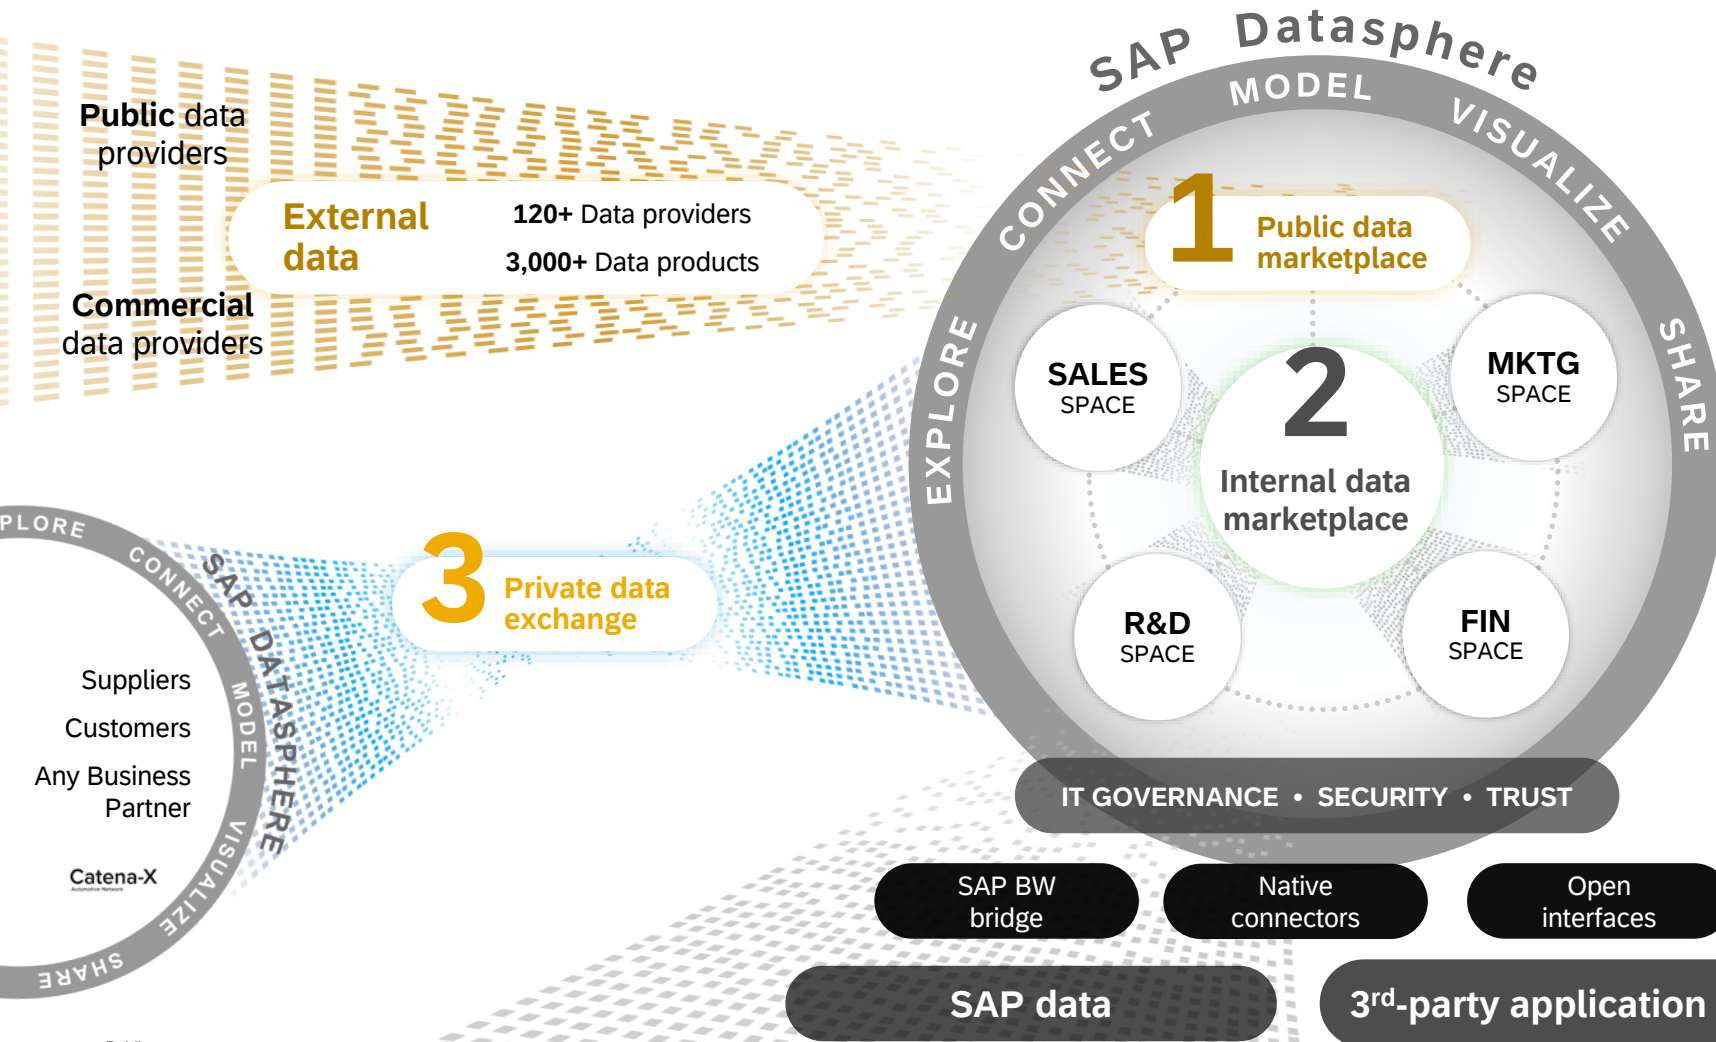 SAP Datasphere
EXPLORE
CONNECT
MODEL
VISUALIZE
SHARE
Public data
providers
External
data
120+ Data providers
3,000+ Data products
Commercial
data providers
1
Public data
marketplace
SALES
SPACE
MKTG
SPACE
2
Internal data
marketplace
R&D
SPACE
FIN
SPACE
3
Private data
exchange
PLORE
CONNECT
MODEL
VISUALIZE
SHARE
SAP DATASPHERE
Suppliers
Customers
Any Business
Partner
Catena-X
Automotive Network
IT GOVERNANCE • SECURITY • TRUST
SAP BW
bridge
Native
connectors
Open
interfaces
SAP data
3rd-party application